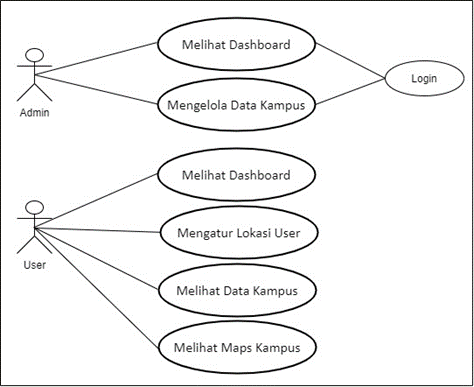 Melihat Dashboard
Login
Mengelola Data Kampus
Admin
Melihat Dashboard
Mengatur Lokasi User
User
Melihat Data Kampus
Melihat Maps Kampus